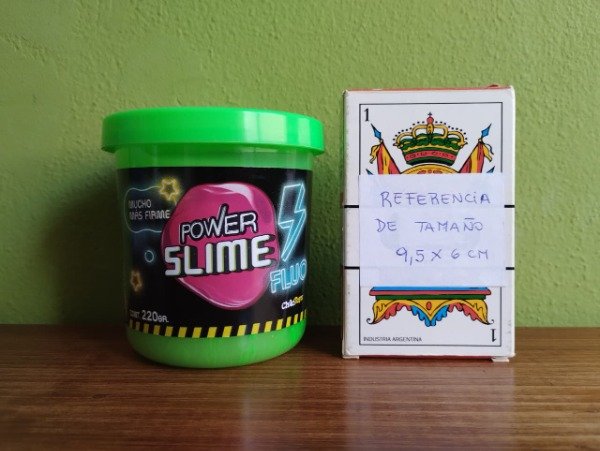 MUCHO
MÁS FIRME
POWER
SLIME
FLUO
CONT 220GR.
1
REFERENCIA
DE TAMAÑO
9,5 X 6 CM
1
INDUSTRIA ARGENTINA